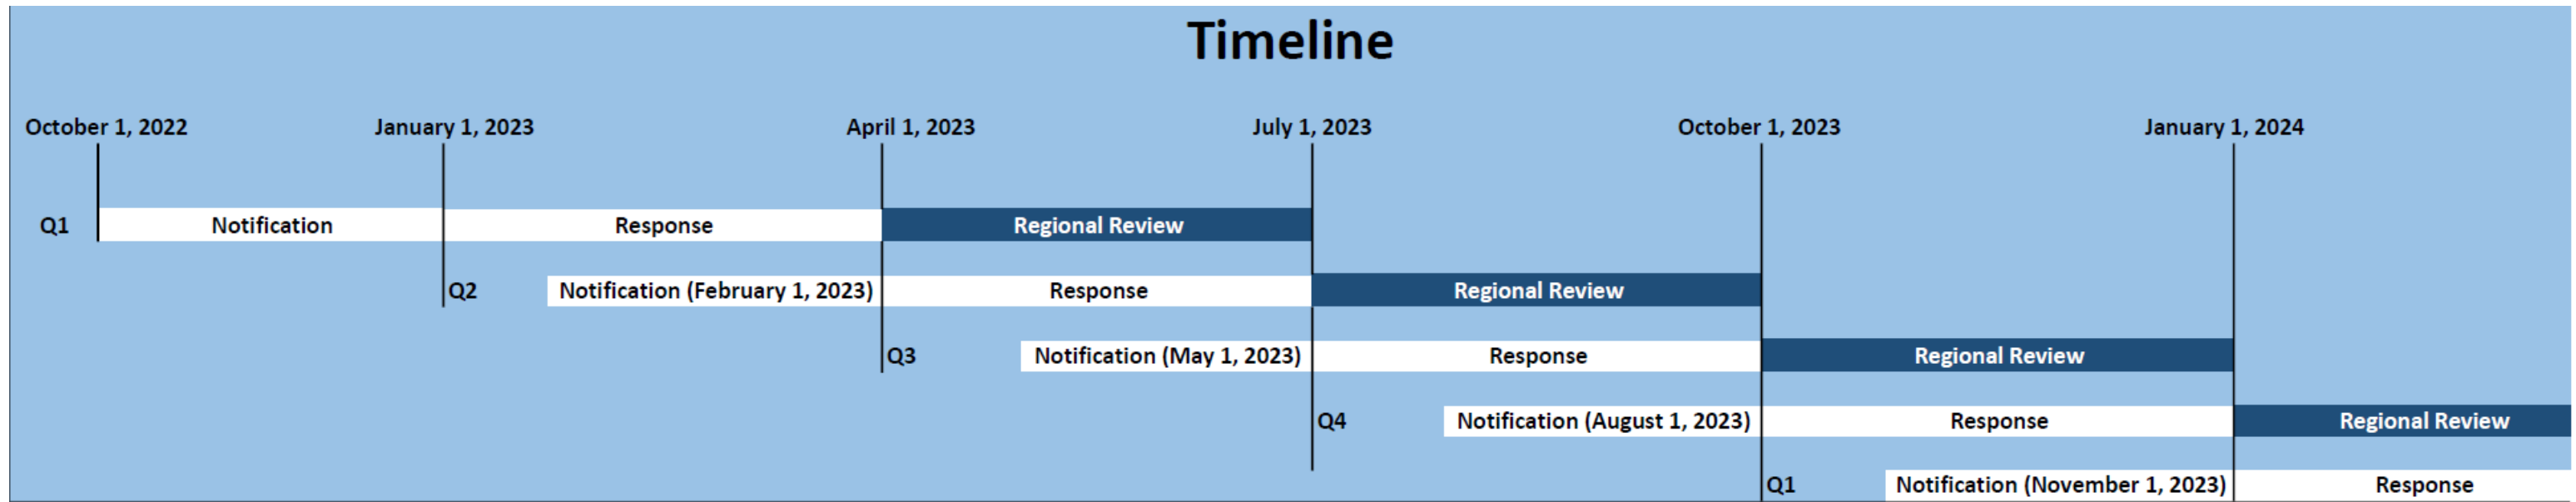 Timeline
October 1, 2022 January 1, 2023 April 1, 2023 July 1, 2023 October 1, 2023 January 1, 2024
Q1 Notification Response Regional Review
Q2 Notification (February 1, 2023) Response Regional Review
Q3 Notification (May 1, 2023) Response Regional Review
Q4 Notification (August 1, 2023) Response Regional Review
Q1 Notification (November 1, 2023) Response